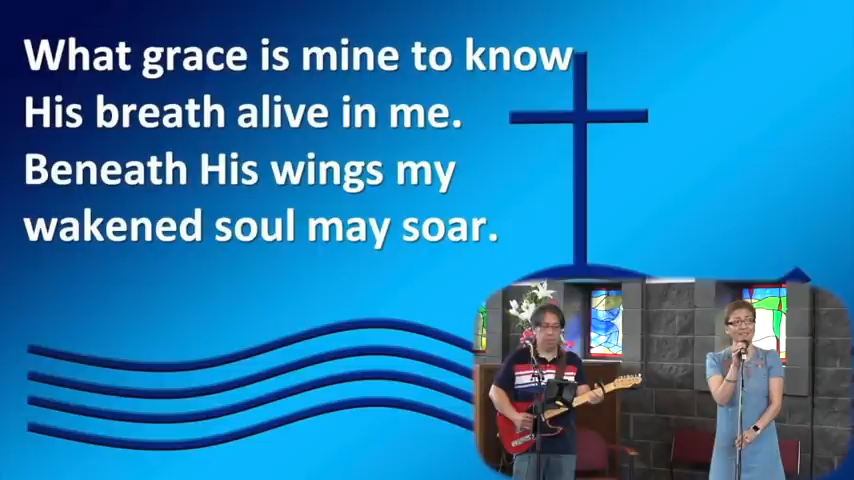 What grace is mine to know
His breath alive in me.
Beneath His wings my
wakened soul may soar.